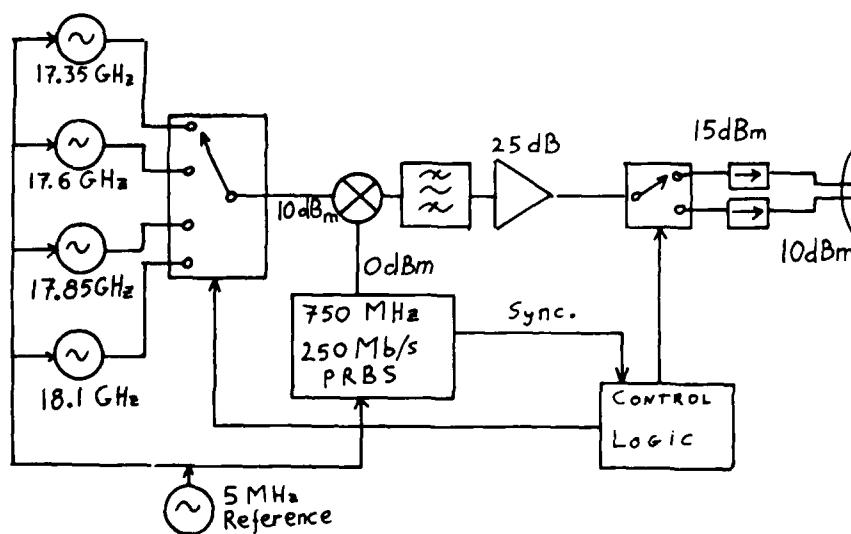 17.35 GHz
17.6 GHz
17.85 GHz
18.1 GHz
10dBm
25 dB
15dBm
10dBm
0dBm
750 MHz
250 Mb/s
PRBS
Sync.
CONTROL
LOGIC
5 MHz
Reference